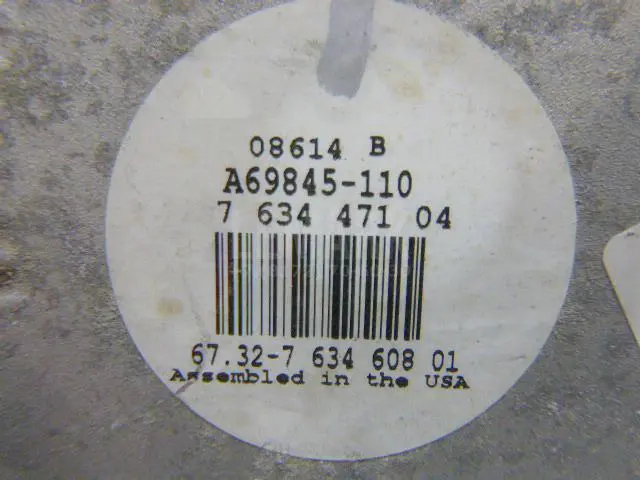 08614 B
A69845-110
7 634 471 04
67.32-7 634 608 01
Assembled in the USA